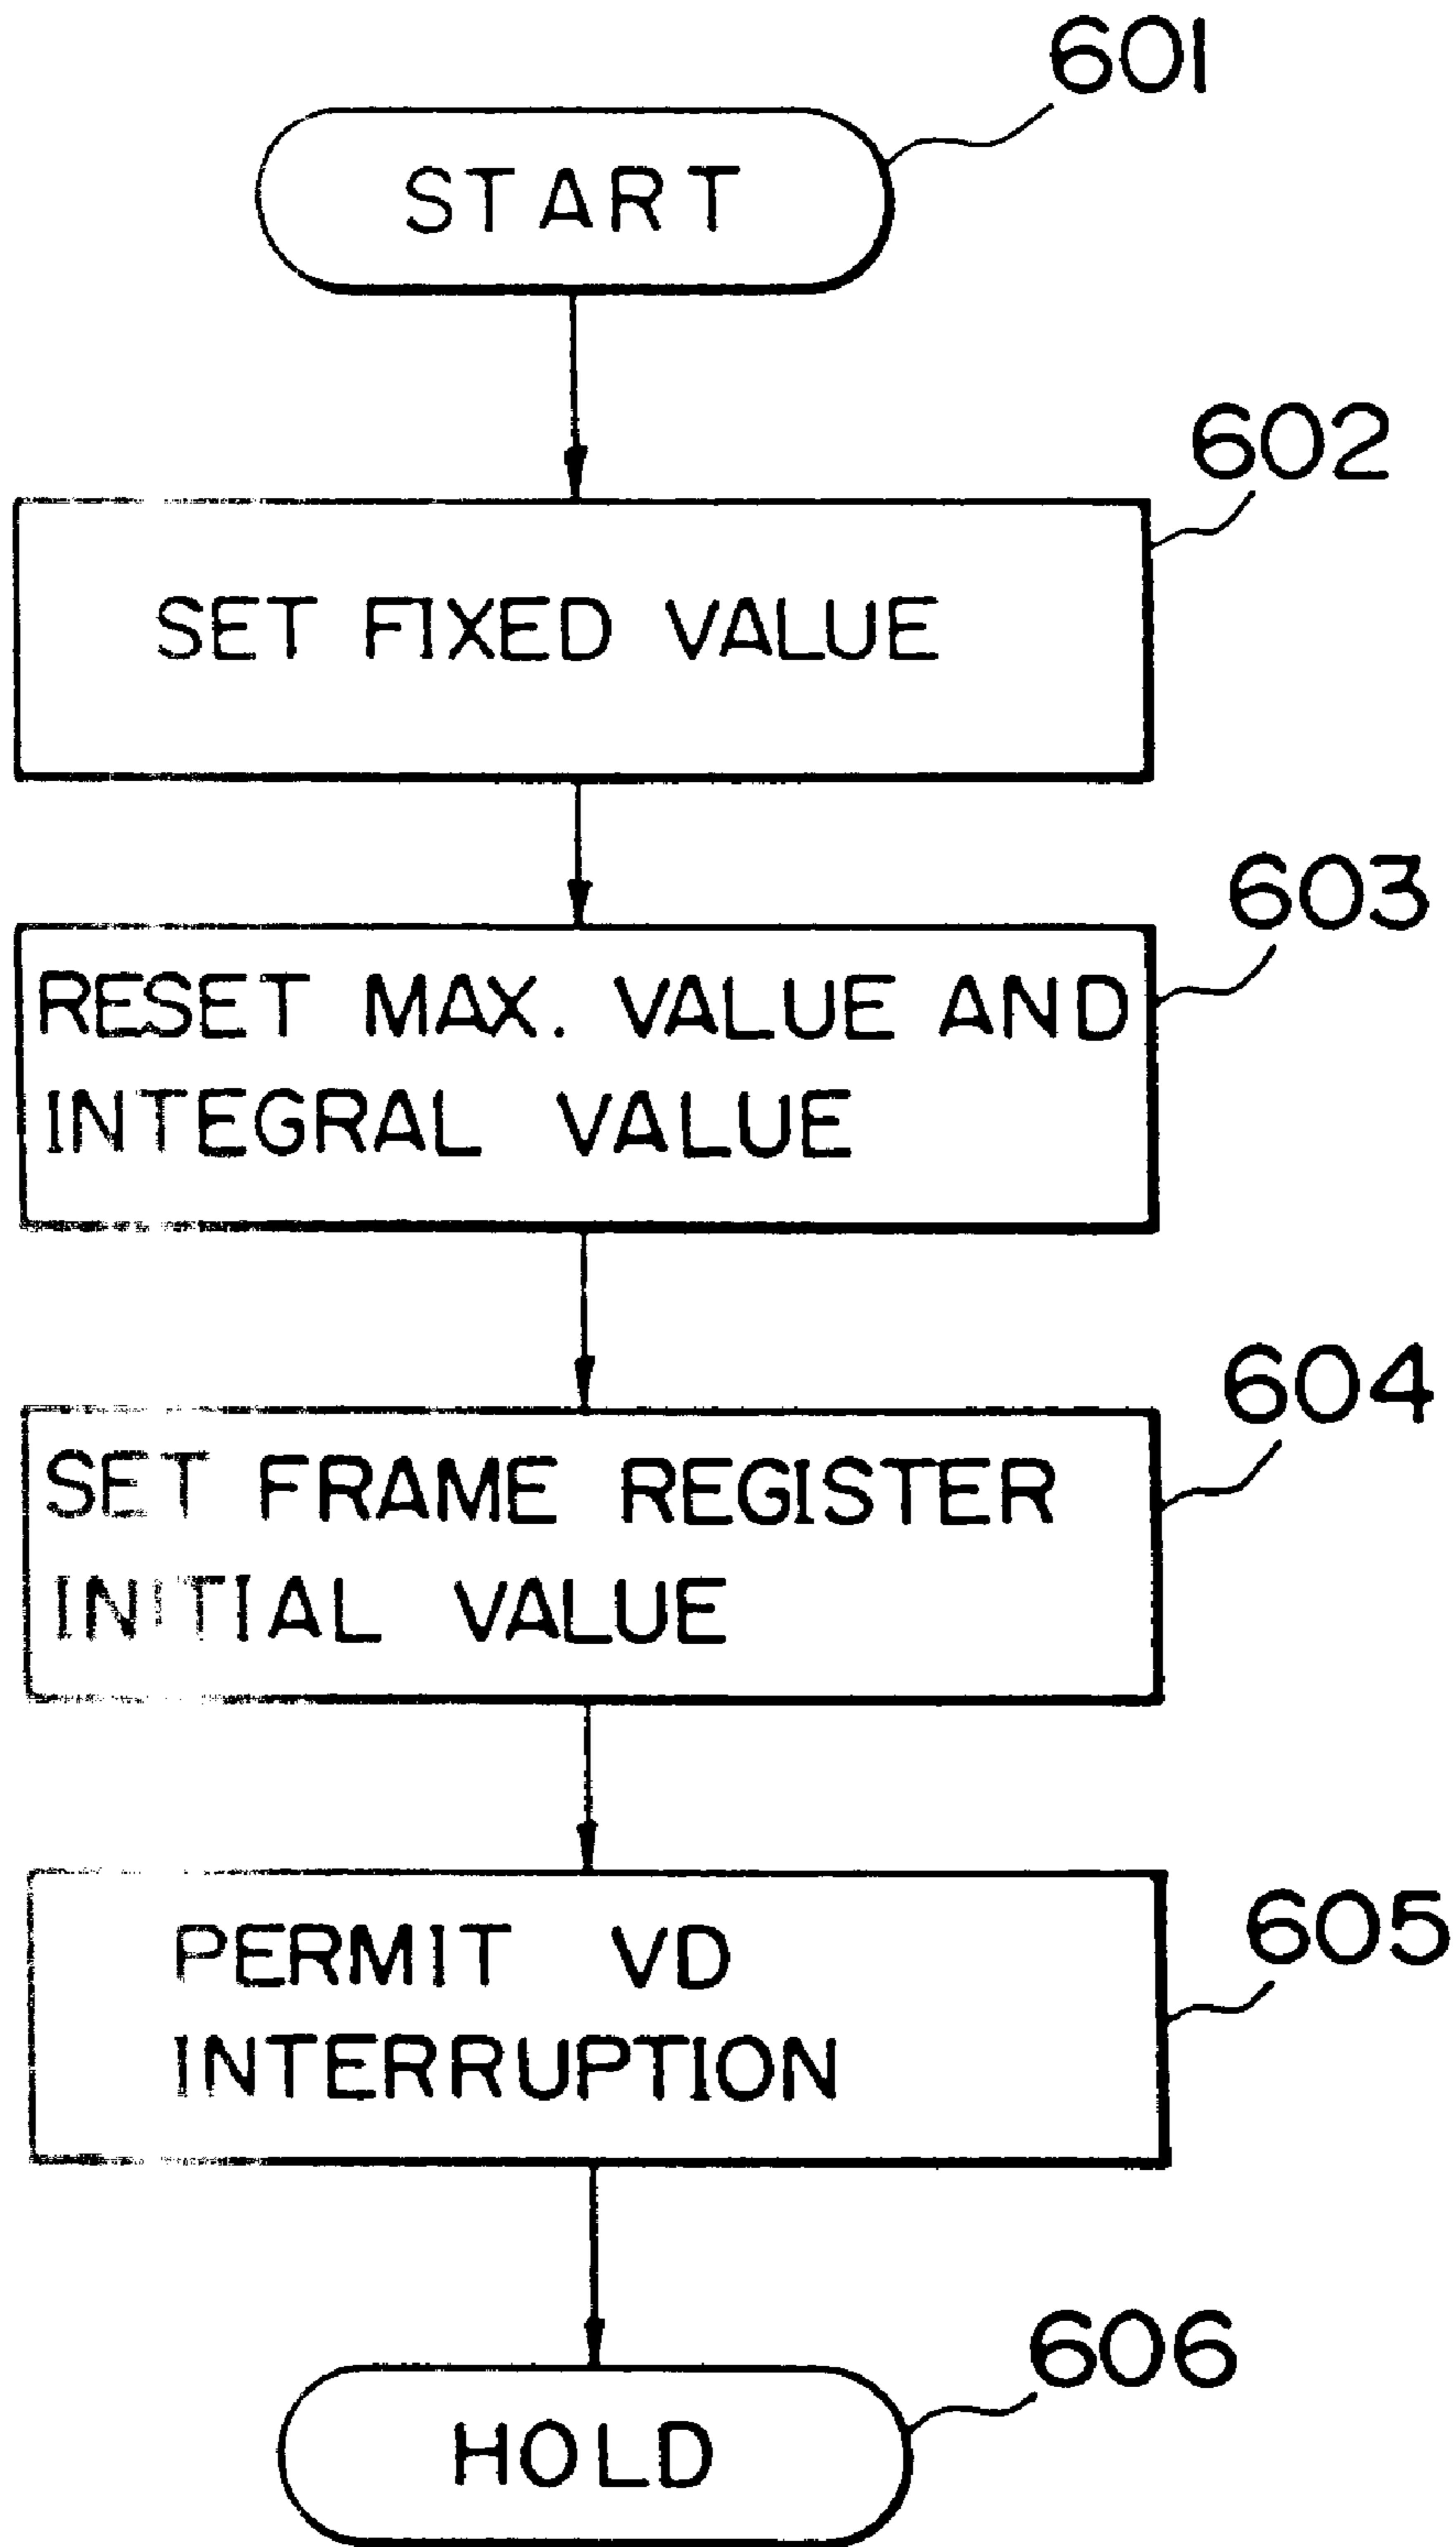 601
START
602
SET FIXED VALUE
603
RESET MAX. VALUE AND
INTEGRAL VALUE
604
SET FRAME REGISTER
INITIAL VALUE
605
PERMIT VD
INTERRUPTION
606
HOLD